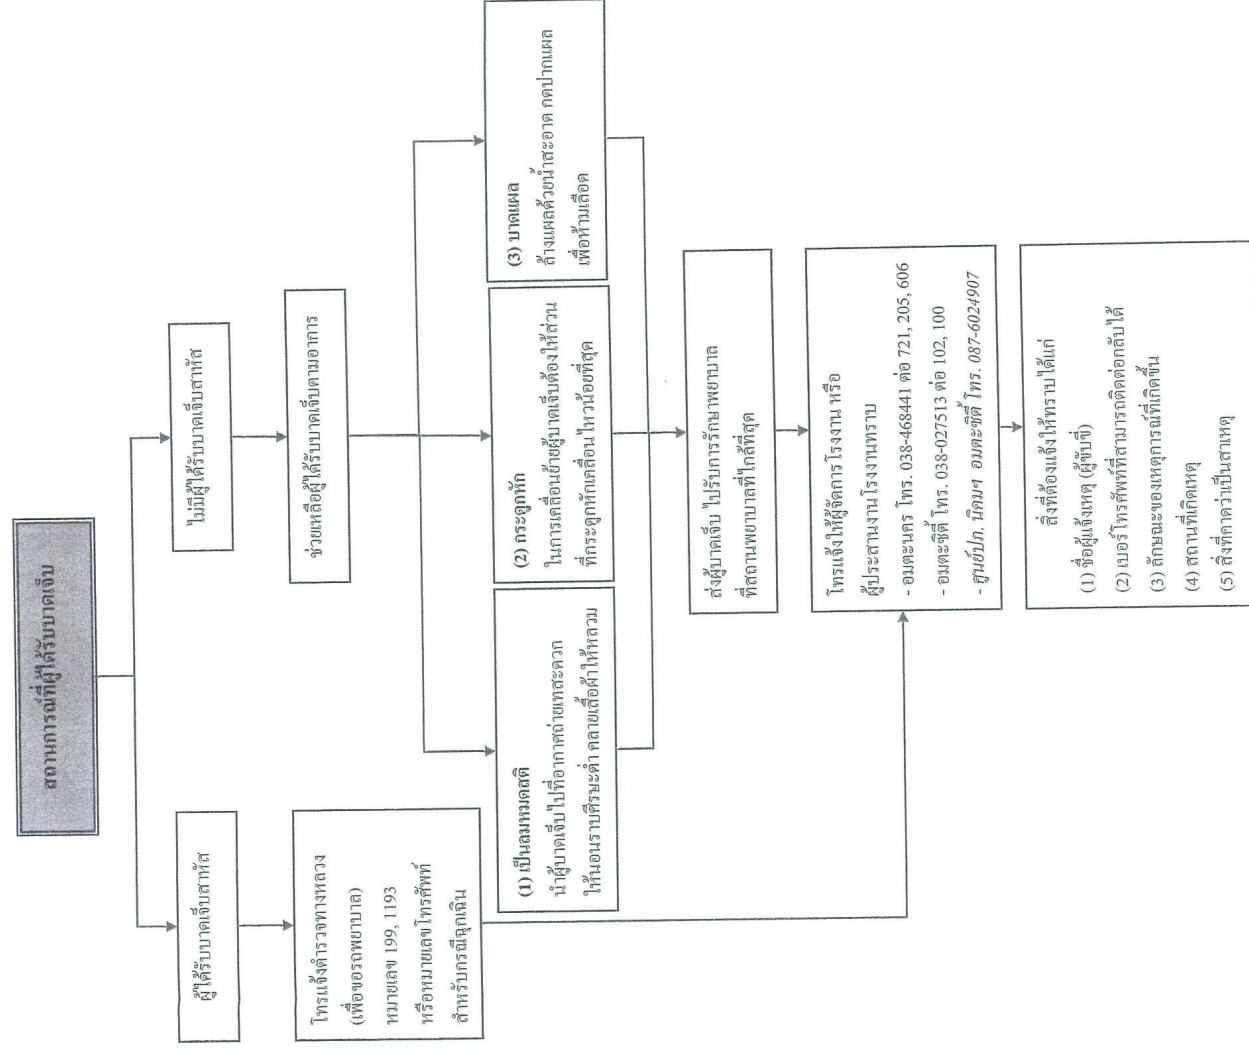 สถานการณ์ที่ผู้ได้รับบาดเจ็บ
ผู้ได้รับบาดเจ็บสาหัส
ไม่มีผู้ได้รับบาดเจ็บสาหัส
โทรแจ้งตำรวจทางหลวง
(เพื่อขอรถพยาบาล)
หมายเลข 199, 1193
หรือหมายเลขโทรศัพท์
สำหรับกรณีฉุกเฉิน
ช่วยเหลือผู้ได้รับบาดเจ็บตามอาการ
(1) เป็นลมหมดสติ
นำผู้บาดเจ็บไปที่อากาศถ่ายเทสะดวก
ให้นอนราบศีรษะต่ำ คลายเสื้อผ้าให้หลวม
(2) กระดูกหัก
ในการเคลื่อนย้ายผู้บาดเจ็บต้องให้ส่วน
ที่กระดูกหักเคลื่อนไหวน้อยที่สุด
(3) บาดแผล
ล้างแผลด้วยน้ำสะอาด กดปากแผล
เพื่อห้ามเลือด
ส่งผู้บาดเจ็บ ไปรับการรักษาพยาบาล
ที่สถานพยาบาลที่ใกล้ที่สุด
โทรแจ้งให้ผู้จัดการโรงงาน หรือ
ผู้ประสานงานโรงงานทราบ
- อมตะนคร โทร. 038-468441 ต่อ 721, 205, 606
- อมตะซิตี้ โทร. 038-027513 ต่อ 102, 100
- ศูนย์ปภ. นิคมฯ อมตะซิตี้ โทร. 087-6024907
สิ่งที่ต้องแจ้งให้ทราบ ได้แก่
(1) ชื่อผู้แจ้งเหตุ (ผู้ขับขี่)
(2) เบอร์โทรศัพท์ที่สามารถติดต่อกลับได้
(3) ลักษณะของเหตุการณ์ที่เกิดขึ้น
(4) สถานที่เกิดเหตุ
(5) สิ่งที่คาดว่าเป็นสาเหตุ